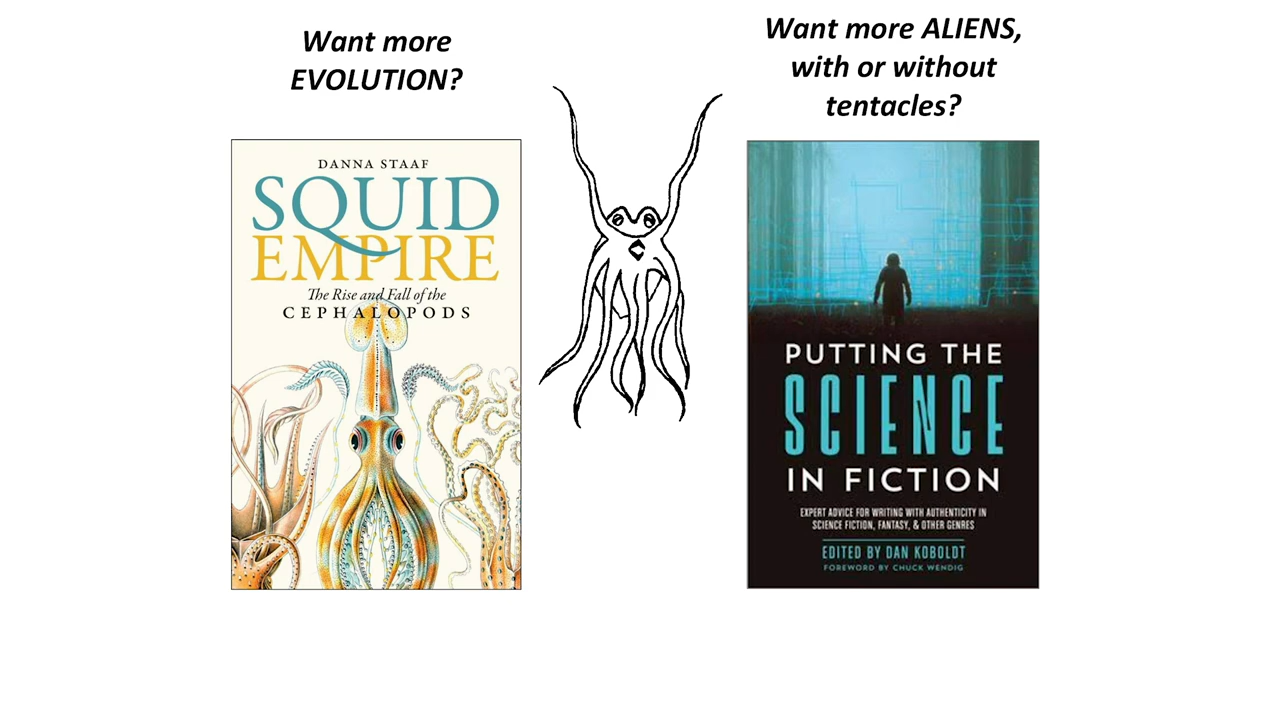 Want more
EVOLUTION?
DANNA STAAF
SQUID
EMPIRE
The Rise and Fall of the
CEPHALOPODS
Want more ALIENS,
with or without
tentacles?
PUTTING THE
SCIENCE
IN FICTION
EXPERT ADVICE FOR WRITING WITH AUTHENTICITY IN
SCIENCE FICTION, FANTASY, & OTHER GENRES
EDITED BY DAN KOBOLDT
FOREWORD BY CHUCK WENDIG